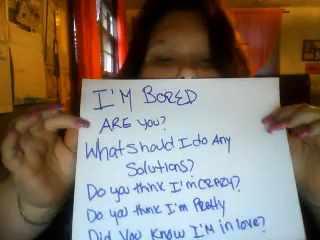 I'M BORED
ARE you?
What should I do Any
Solutions?
Do you think I'm CRAZY?
Do you think I'm Pretty
Did You Know I'm in love?